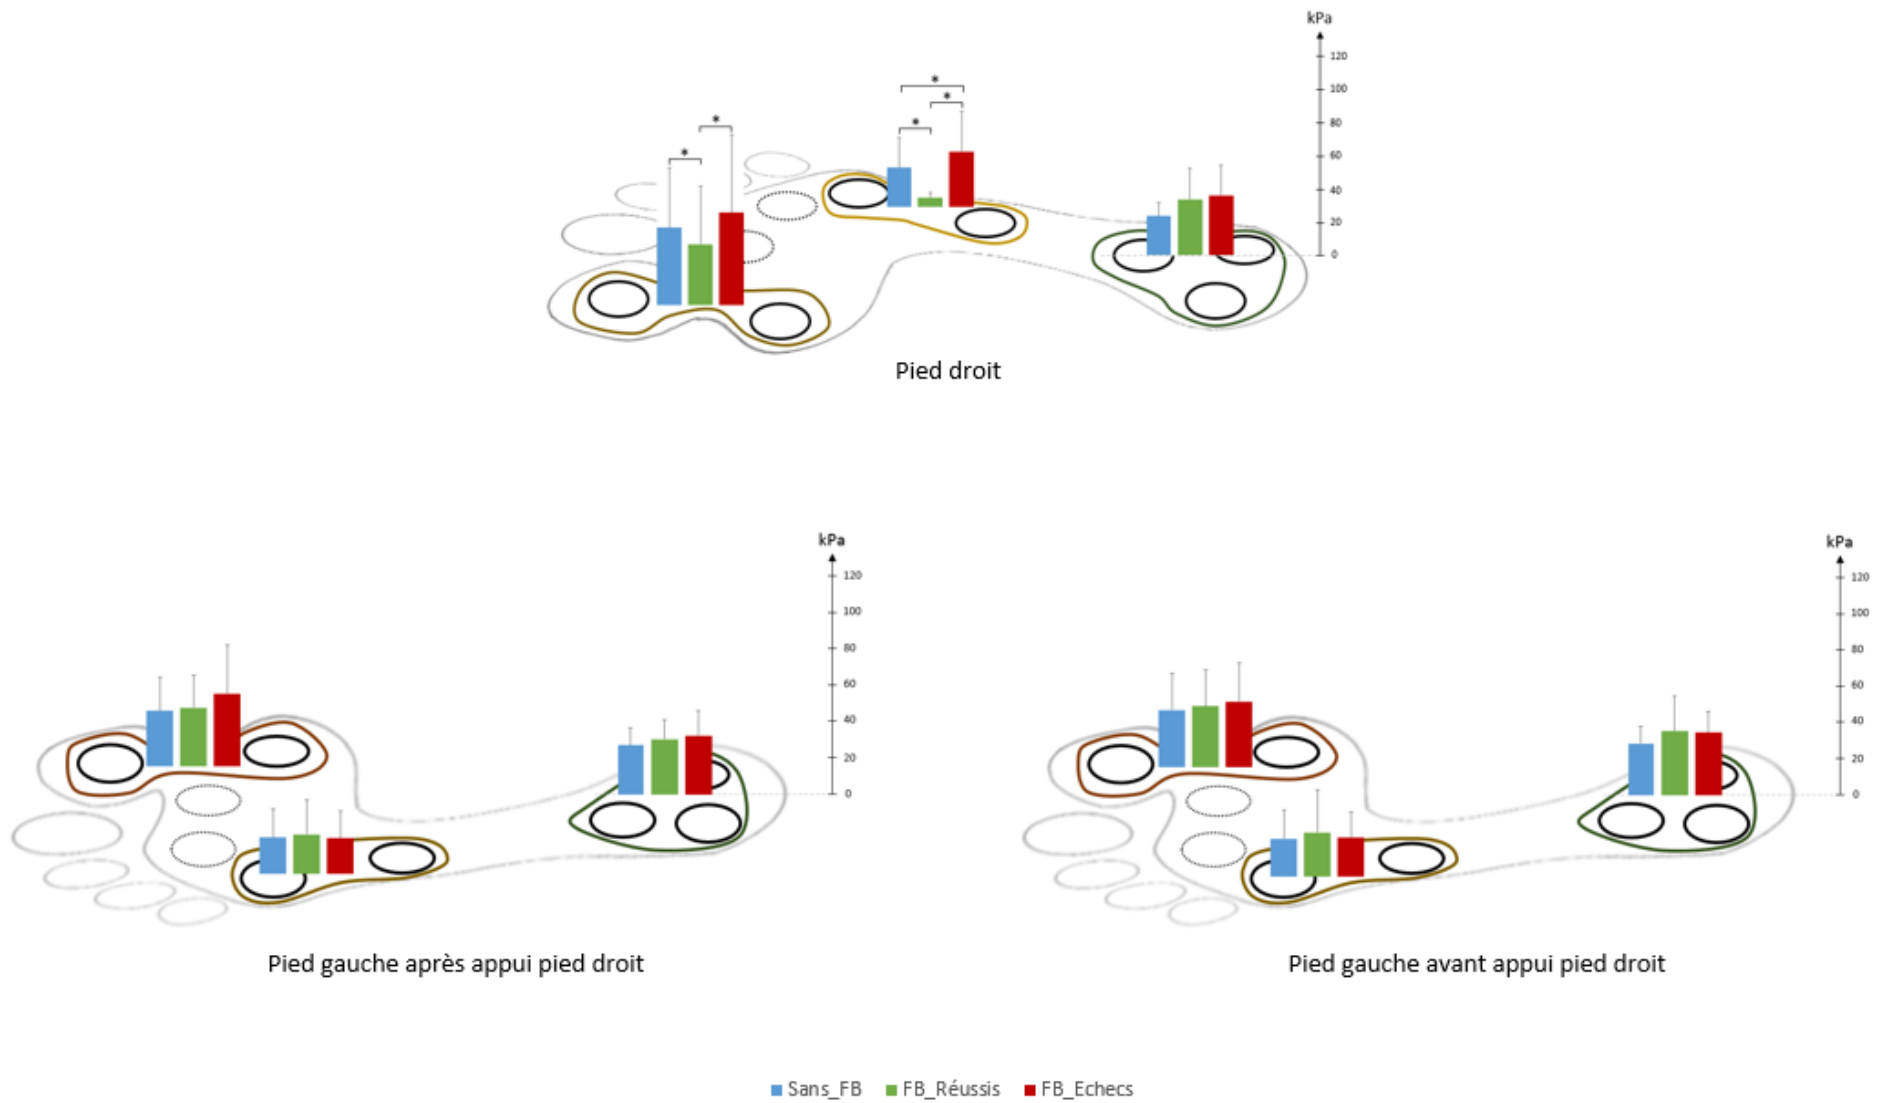 kPa
120
100
80
60
40
20
0
* *
* * *
Pied droit
kPa
120
100
80
60
40
20
0
Pied gauche après appui pied droit
kPa
120
100
80
60
40
20
0
Pied gauche avant appui pied droit
Sans_FB FB_Réussis FB_Echecs